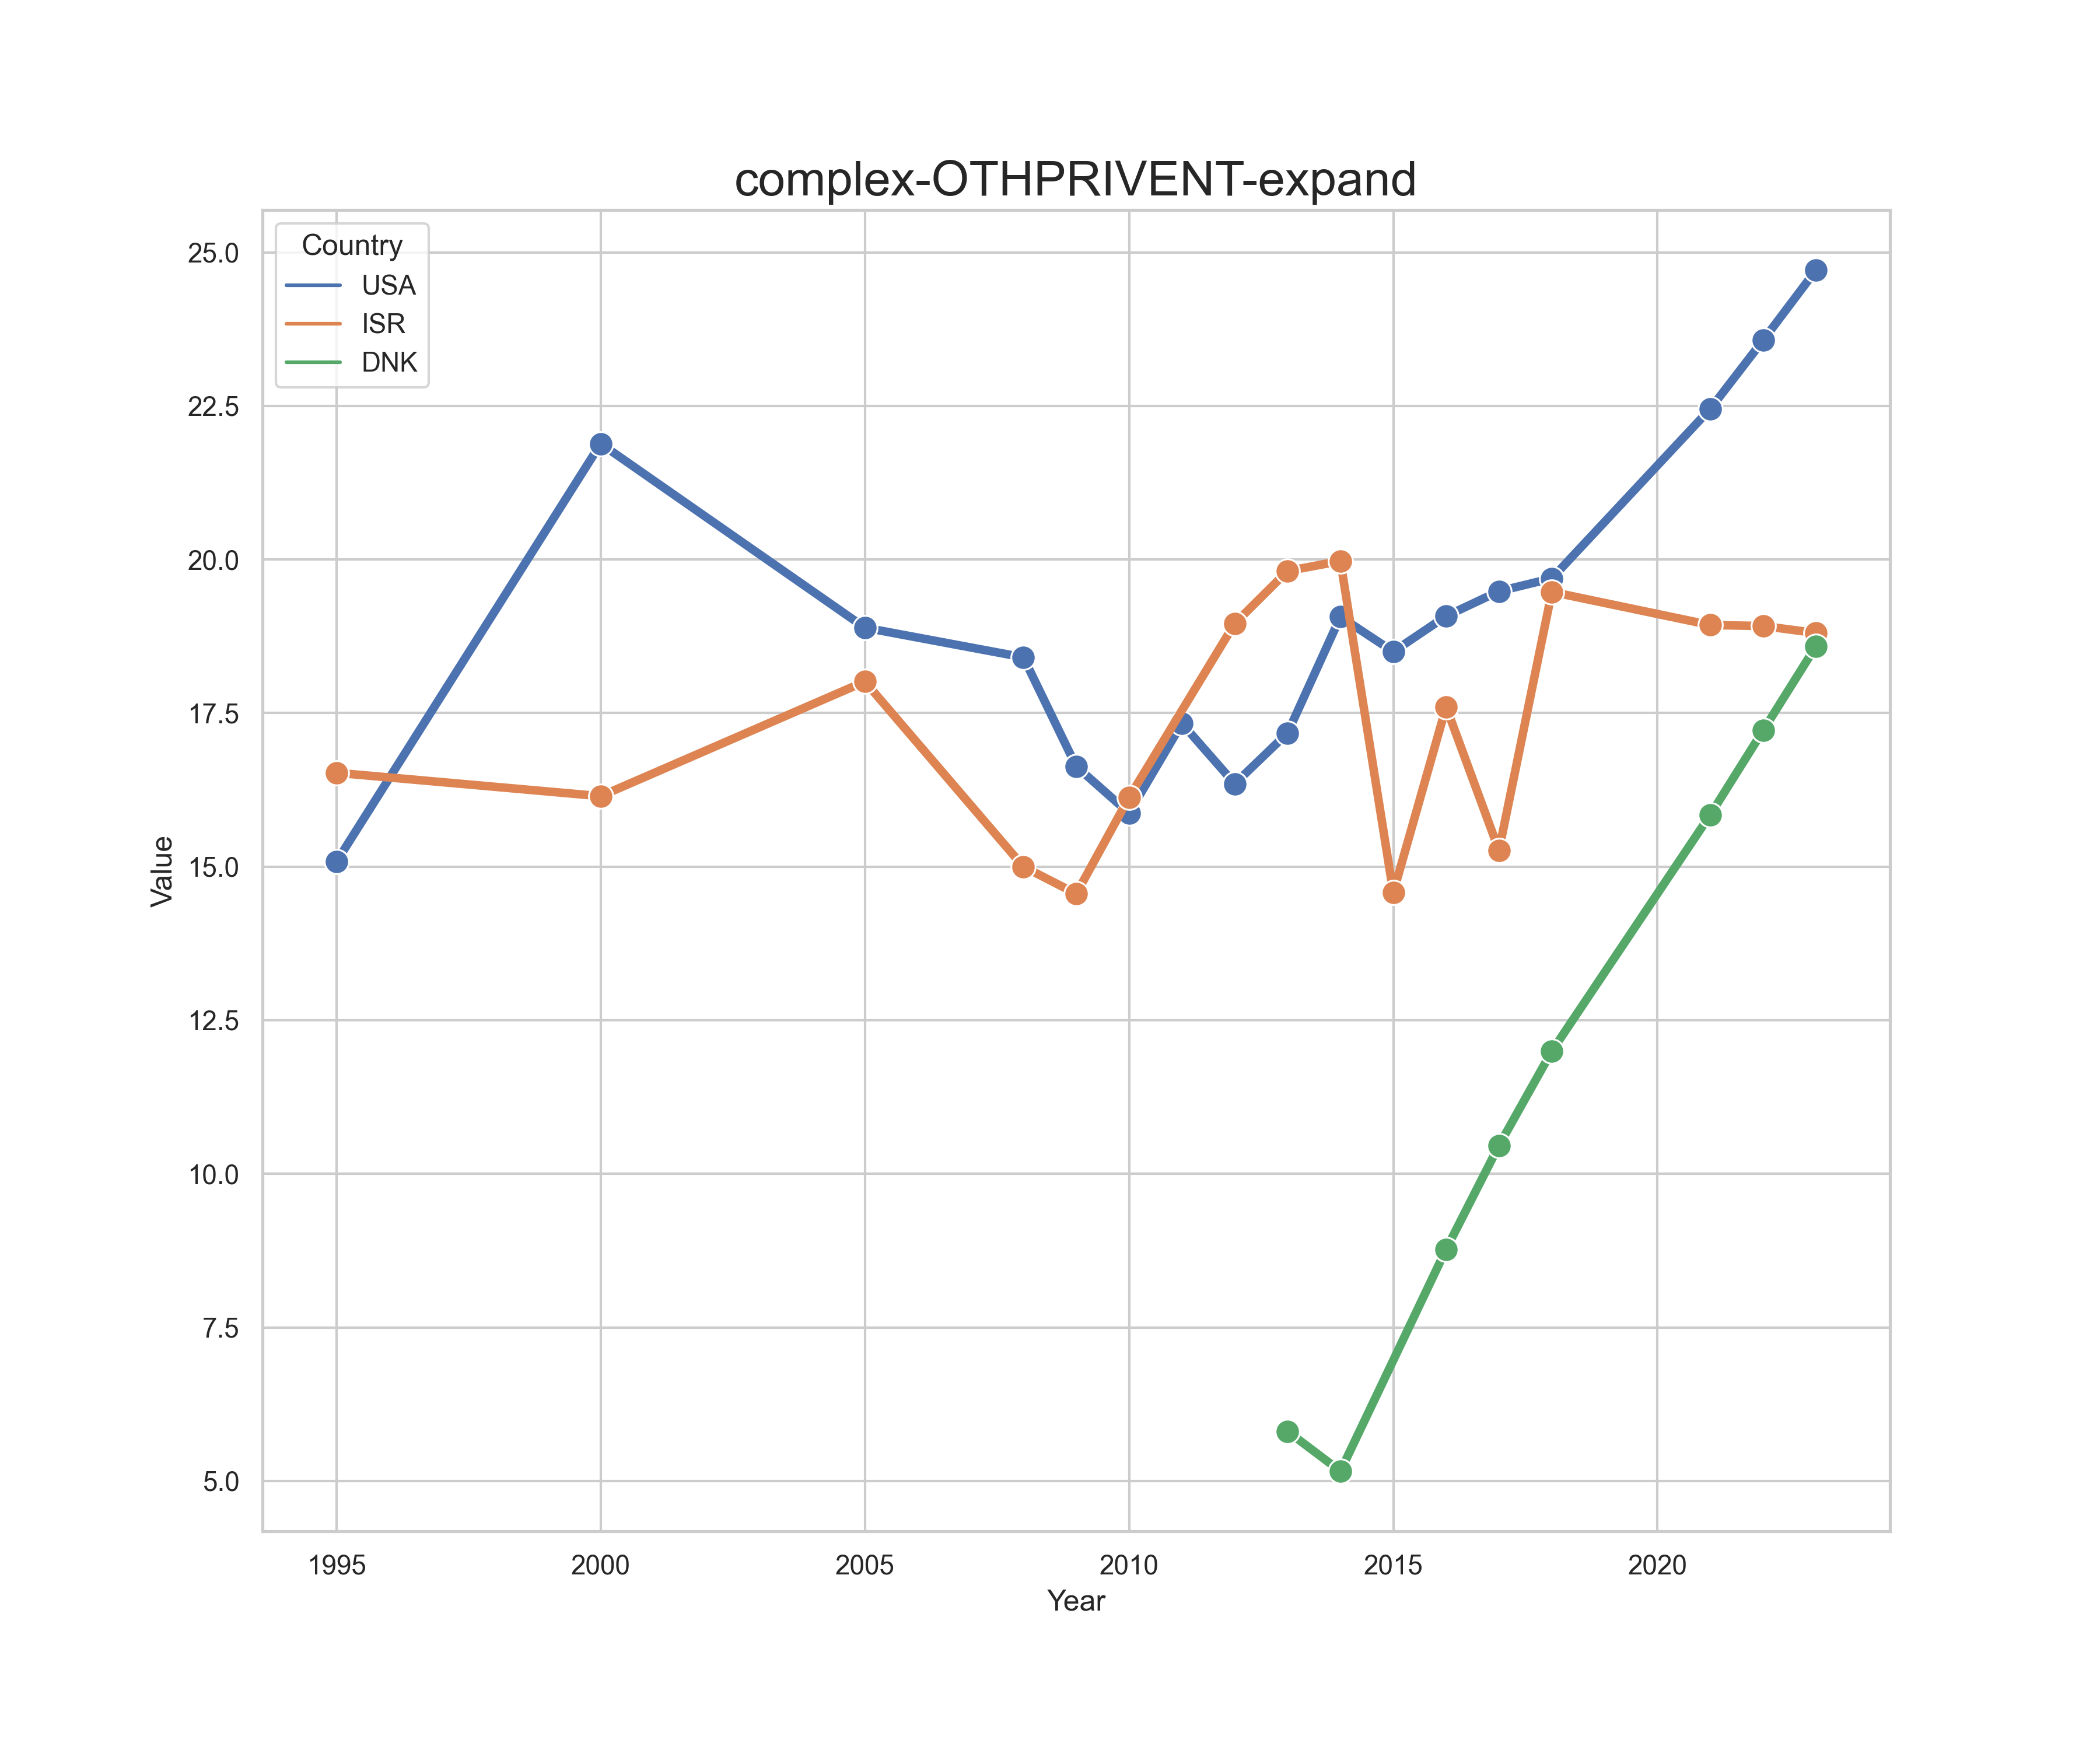 complex-OTHPRIVENT-expand
Country
USA
ISR
DNK
25.0
22.5
20.0
17.5
15.0
12.5
10.0
7.5
5.0
Value
1995 2000 2005 2010 2015 2020
Year